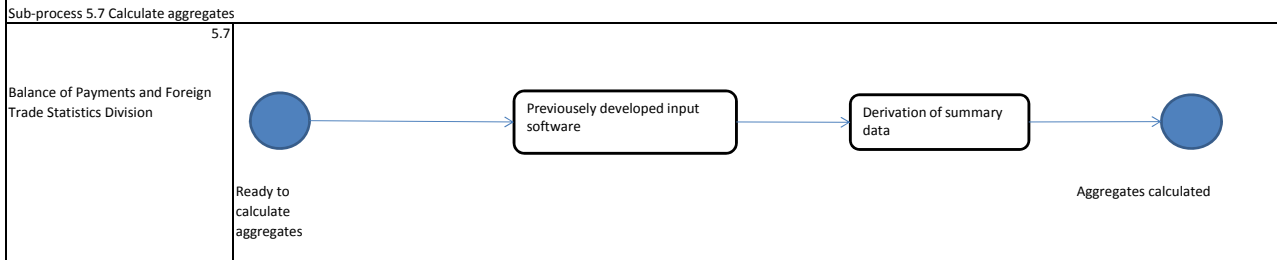 Sub-process 5.7 Calculate aggregates
5.7
Balance of Payments and Foreign
Trade Statistics Division
Previousely developed input
software
Derivation of summary
data
Ready to
calculate
aggregates
Aggregates calculated